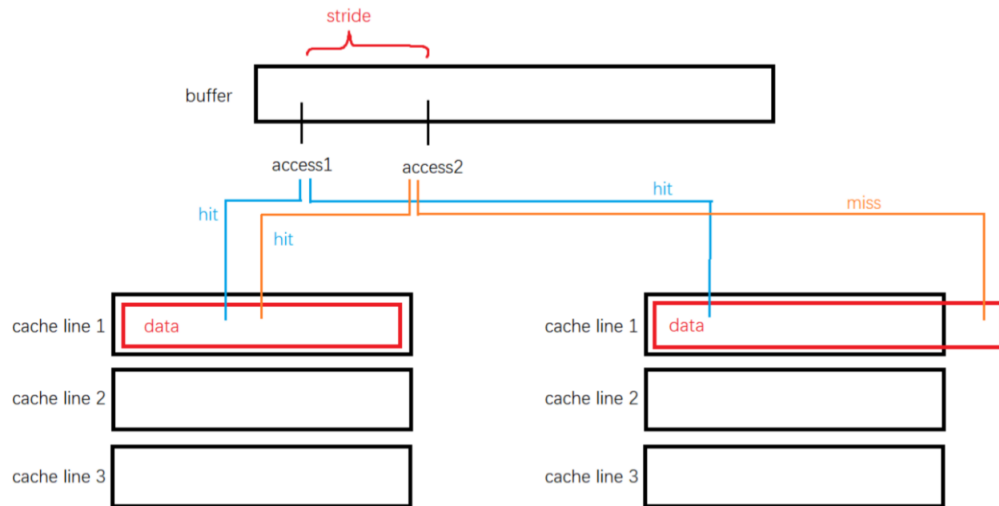 stride
buffer
access1
access2
hit
hit
miss
hit
cache line 1
data
cache line 2
cache line 3
cache line 1
data
cache line 2
cache line 3